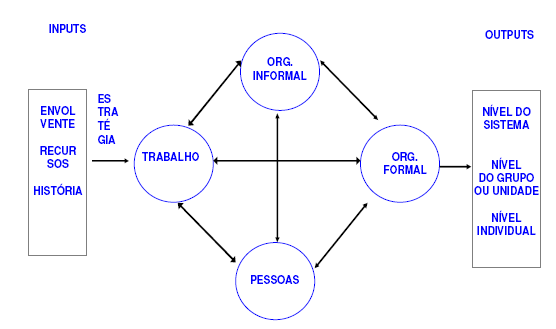 INPUTS
OUTPUTS
ENVOL
VENTE
RECUR
SOS
HISTÓRIA
ES
TRA
TÉ
GIA
TRABALHO
ORG.
INFORMAL
ORG.
FORMAL
PESSOAS
NÍVEL DO
SISTEMA
NÍVEL
DO GRUPO
OU UNIDADE
NÍVEL
INDIVIDUAL